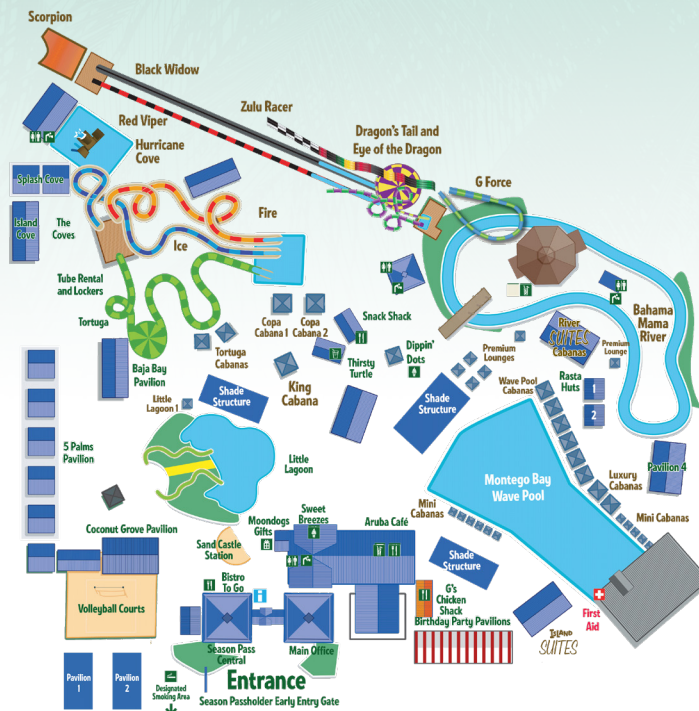 Scorpion
Black Widow
Zulu Racer
Red Viper
Hurricane
Cove
Dragon's Tail and
Eye of the Dragon
G Force
Splash Cove
Island
Cove
The
Coves
Fire
Ice
Tube Rental
and Lockers
Tortuga
Copa
Cabana 1
Copa
Cabana 2
Snack Shack
Bahama
Mama
River
River
SUITES
Cabanas
Premium
Lounges
Premium
Lounge
Tortuga
Cabanas
Thirsty
Turtle
Dippin'
Dots
Baja Bay
Pavilion
King
Cabana
Rasta
Huts
1
2
Wave Pool
Cabanas
Little
Lagoon 1
Shade
Structure
Shade
Structure
5 Palms
Pavilion
Little
Lagoon
Montego Bay
Wave Pool
Pavilion 4
Luxury
Cabanas
Mini
Cabanas
Mini Cabanas
Coconut Grove Pavilion
Sand Castle
Station
Moondogs
Gifts
Sweet
Breezes
Aruba Café
Shade
Structure
Volleyball Courts
Bistro
To Go
i
G's
Chicken
Shack
First
Aid
Birthday Party Pavilions
ISLAND
SUITES
Season Pass
Central
Main Office
Pavilion
1
Pavilion
2
Designated
Smoking Area
Entrance
Season Passholder Early Entry Gate